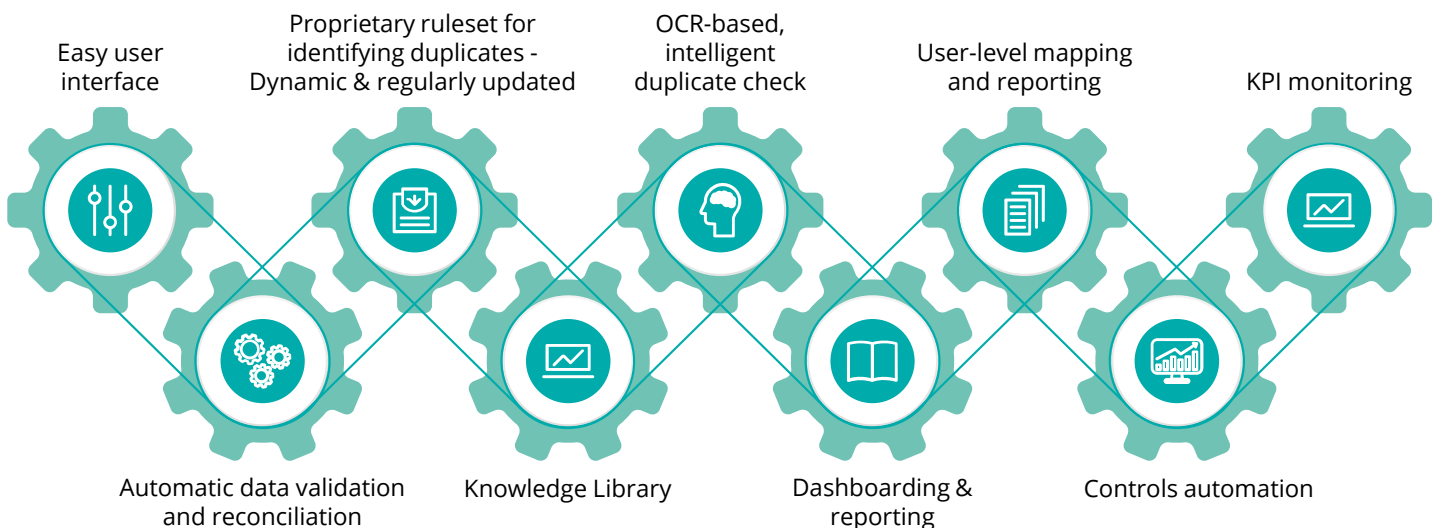 Easy user
interface
Proprietary ruleset for
identifying duplicates -
Dynamic & regularly updated
OCR-based,
intelligent
duplicate check
User-level mapping
and reporting
KPI monitoring
Automatic data validation
and reconciliation
Knowledge Library
Dashboarding &
reporting
Controls automation